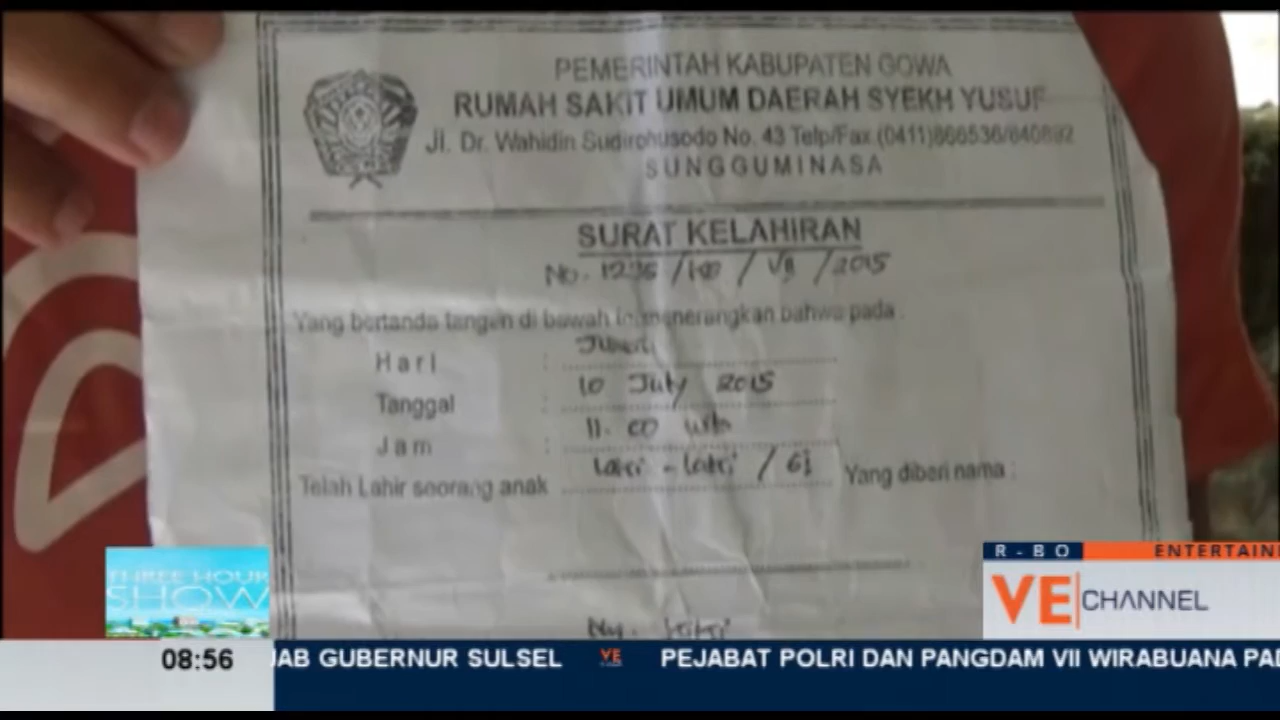 PEMERINTAH KABUPATEN GOWA
RUMAH SAKIT UMUM DAERAH SYEKH YUSUF
Jl. Dr. Wahidin Sudirohusodo No. 43 Telp/Fax (0411)866536/840892
SUNGGUMINASA
SURAT KELAHIRAN
No. 1236 / / / 2015
Yang bertanda tangan di bawah ini menerangkan bahwa pada :
Hari :
Tanggal : 10 July 2015
Jam : 11.00
Telah Lahir seorang anak laki - laki / Yang diberi nama :
Ny.
THREE HOUR
SHOW
R-BO ENTERTAIN
VE CHANNEL
08:56 JAB GUBERNUR SULSEL VE PEJABAT POLRI DAN PANGDAM VII WIRABUANA PAD